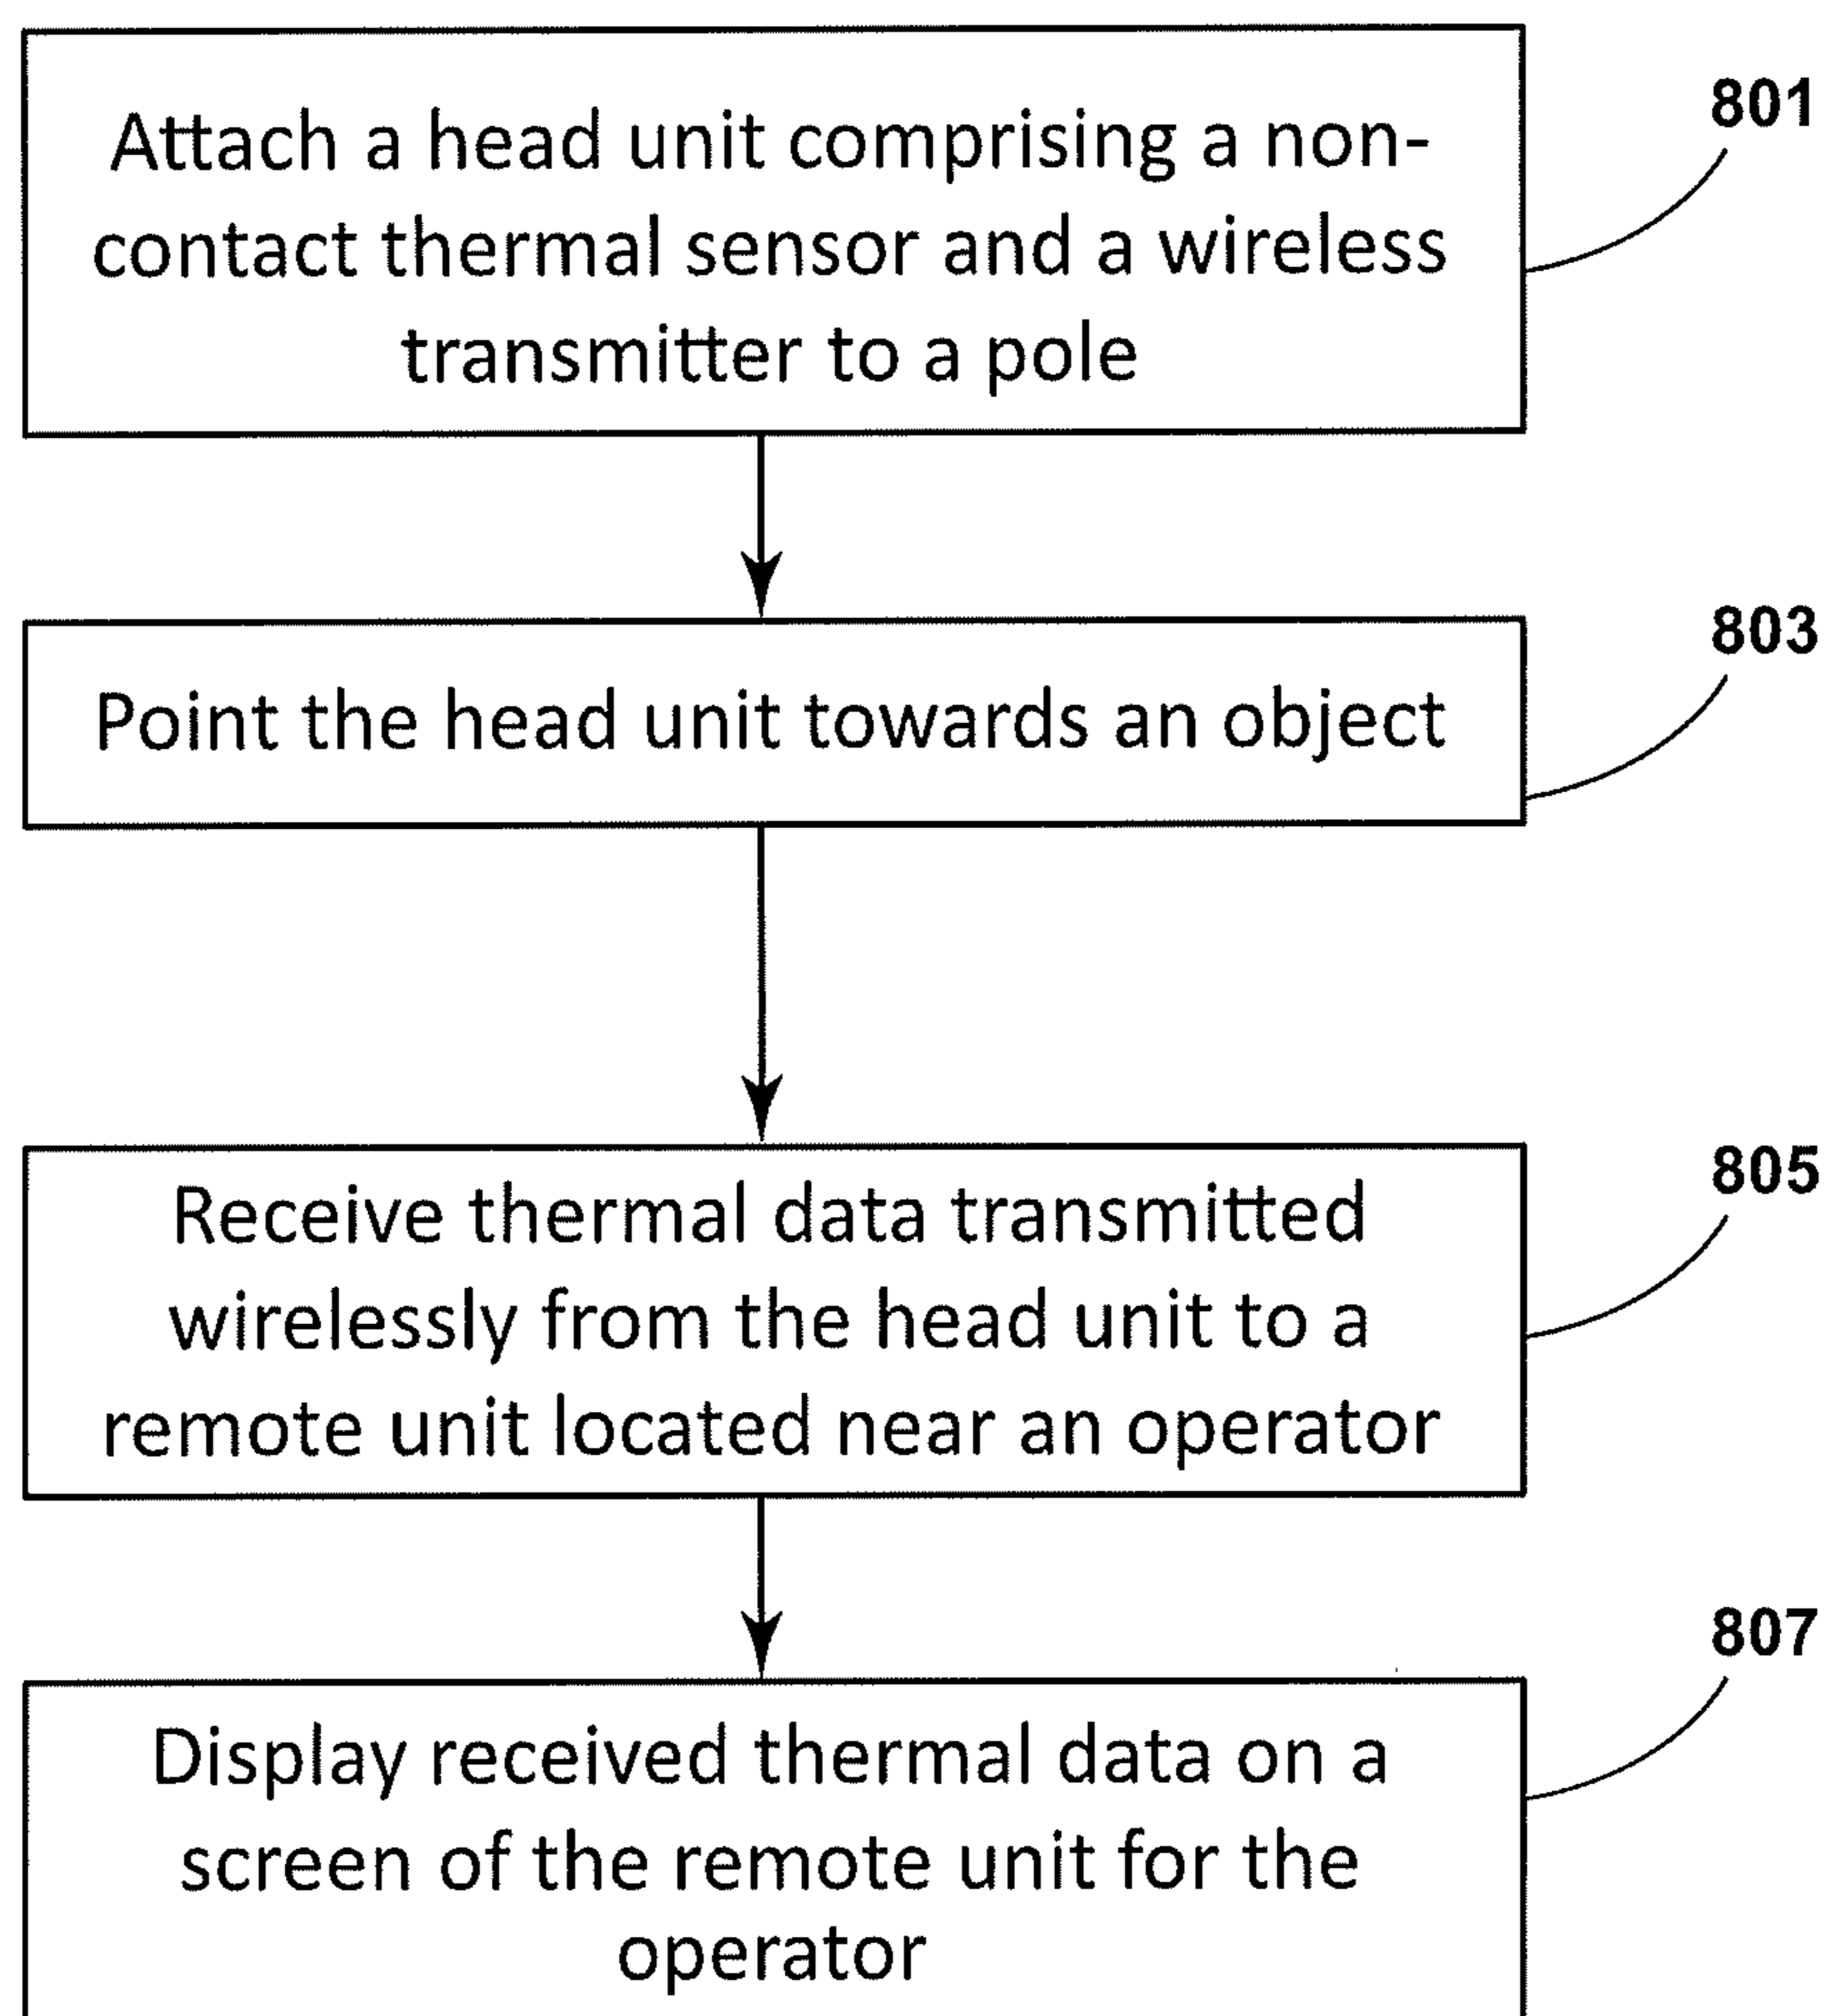 801
Attach a head unit comprising a non-
contact thermal sensor and a wireless
transmitter to a pole
803
Point the head unit towards an object
805
Receive thermal data transmitted
wirelessly from the head unit to a
remote unit located near an operator
807
Display received thermal data on a
screen of the remote unit for the
operator